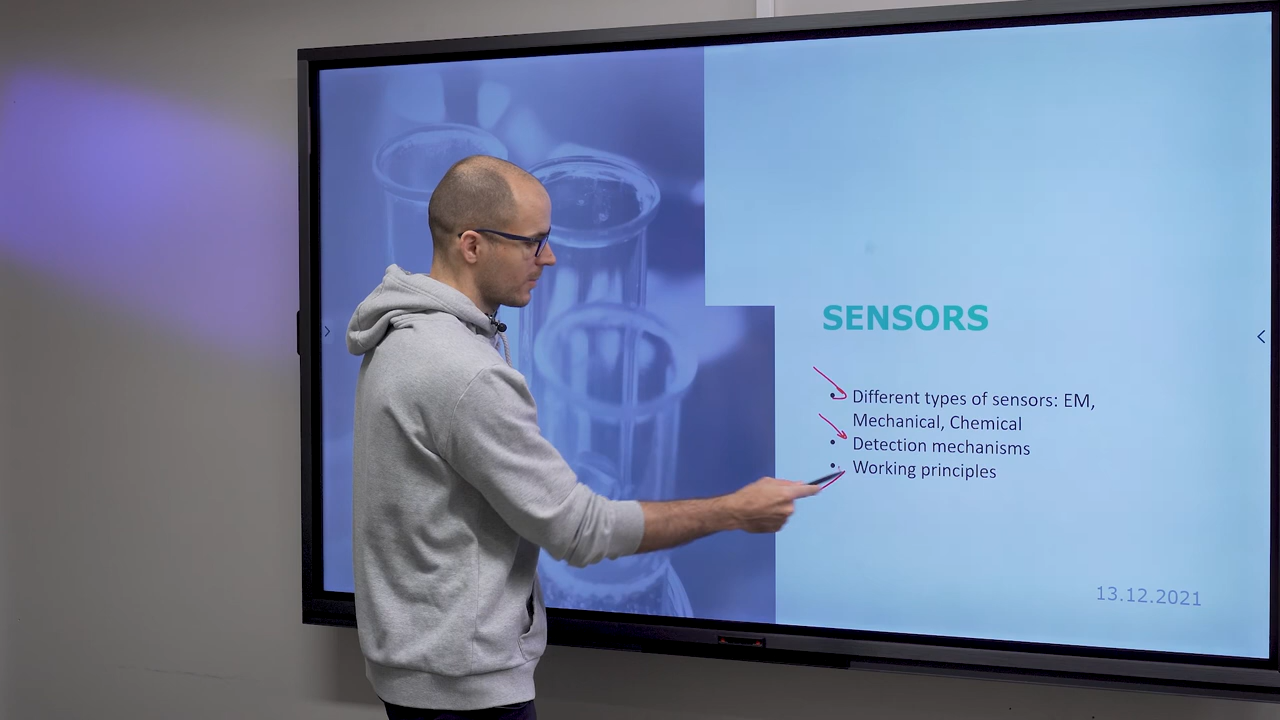 SENSORS
• Different types of sensors: EM,
Mechanical, Chemical
• Detection mechanisms
• Working principles
13.12.2021